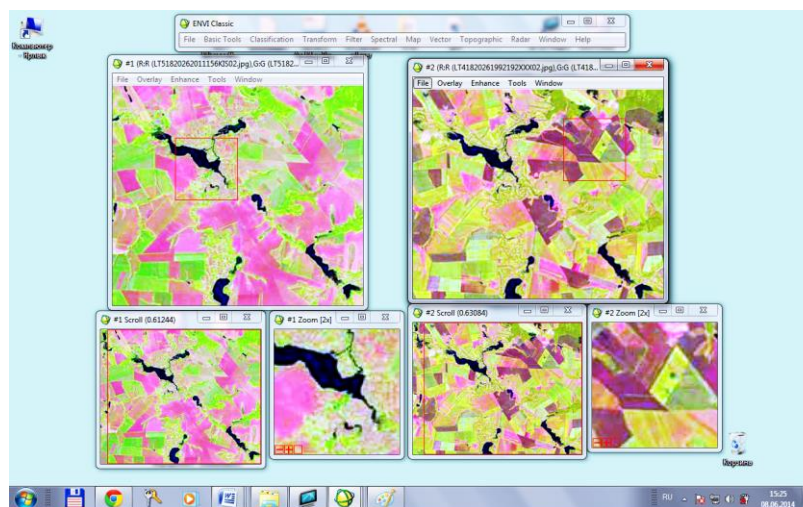 ENVI Classic
File Basic Tools Classification Transform Filter Spectral Map Vector Topographic Radar Window Help
Компьютер
- Ярлык
#1 (R:R (LT51820262011156KIS02.jpg),G:G (LT5182...
File Overlay Enhance Tools Window
#2 (R:R (LT41820261992192XXX02.jpg),G:G (LT418...
File Overlay Enhance Tools Window
#1 Scroll (0.61244)
#1 Zoom [2x]
#2 Scroll (0.63084)
#2 Zoom [2x]
Корзина
RU
15:25
08.06.2014